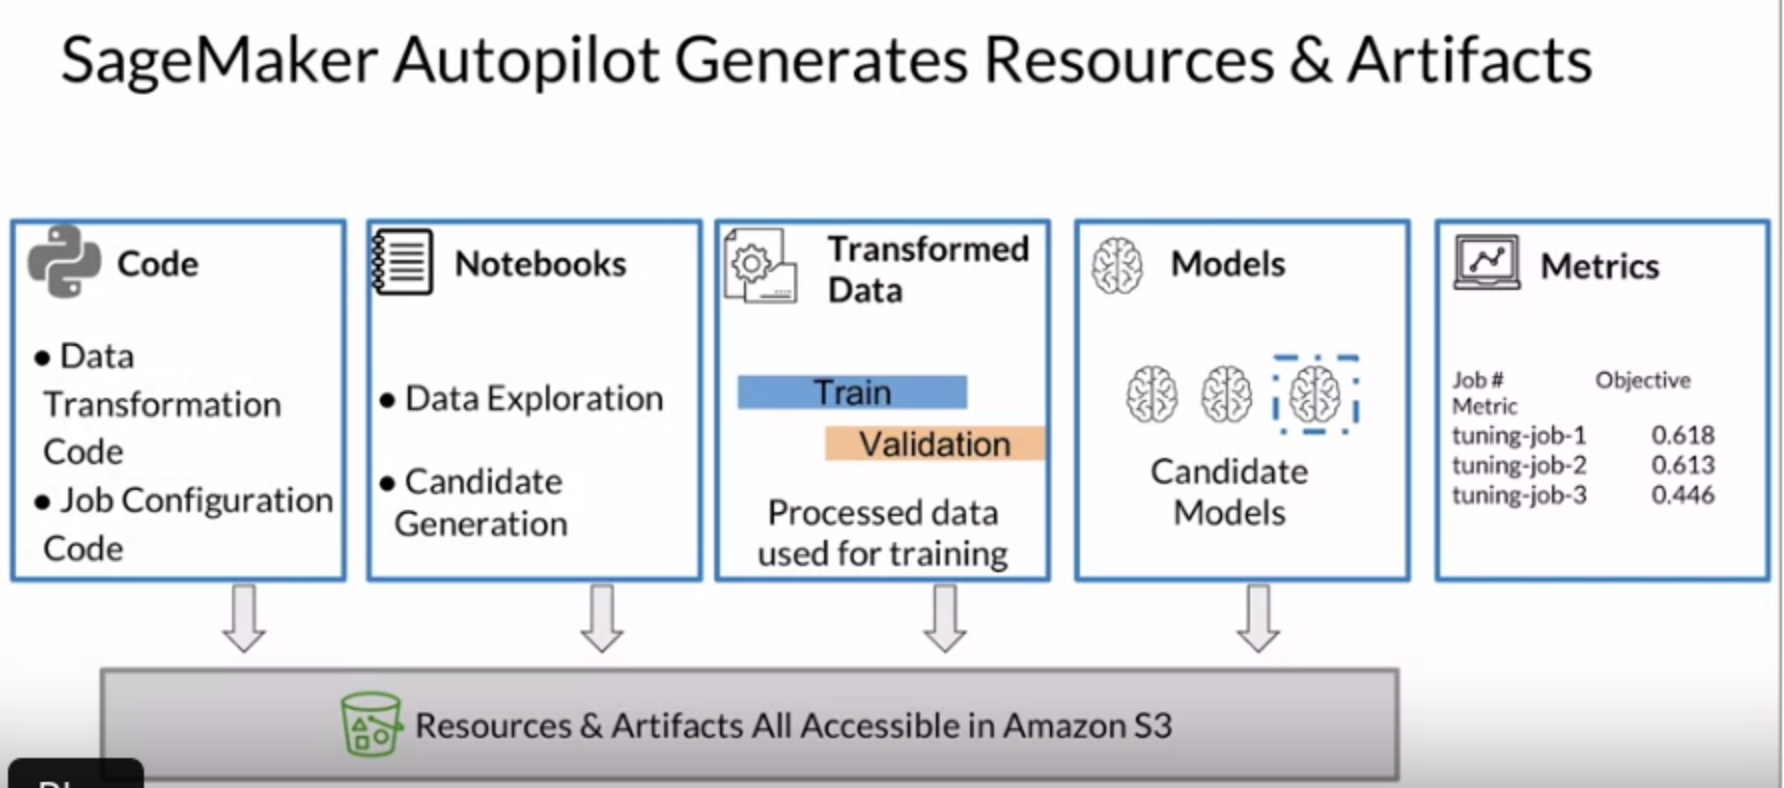 SageMaker Autopilot Generates Resources & Artifacts
Code
● Data
Transformation
Code
● Job Configuration
Code
Notebooks
● Data Exploration
● Candidate
Generation
Transformed
Data
Train
Validation
Processed data
used for training
Models
Candidate
Models
Metrics
Job # Objective
Metric
tuning-job-1 0.618
tuning-job-2 0.613
tuning-job-3 0.446
Resources & Artifacts All Accessible in Amazon S3